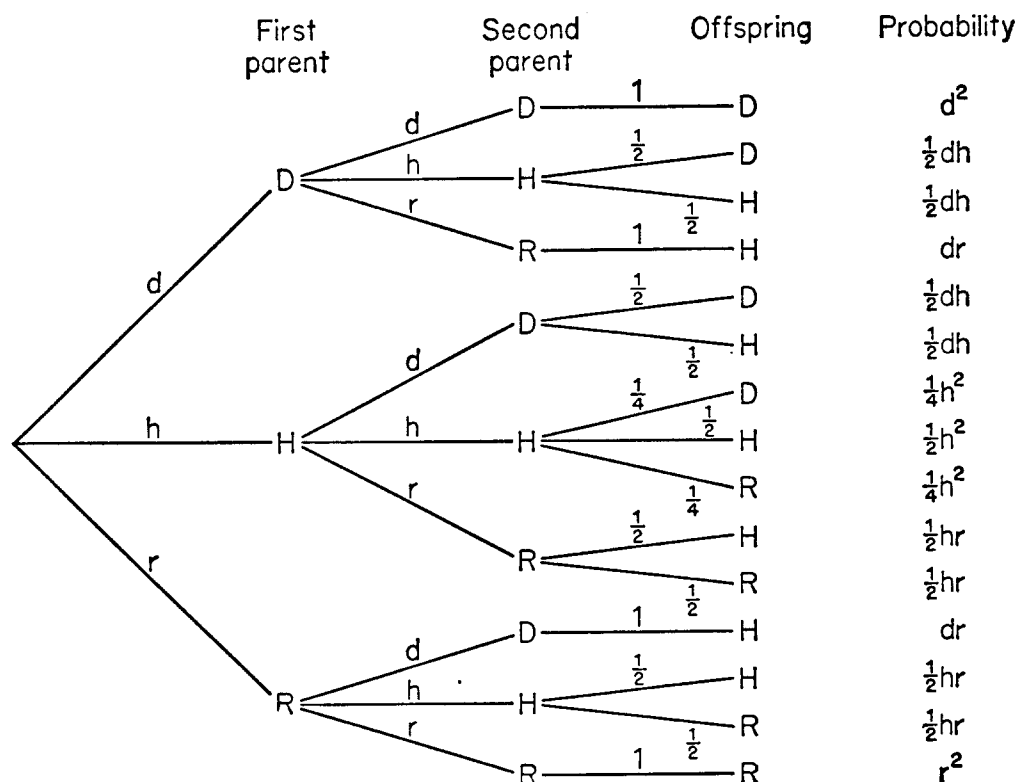 First parent Second parent Offspring Probability
d D 1 D d²
D h H 1/2 D 1/2dh
1/2 H 1/2dh
r R 1 H dr
d
H d D 1/2 D 1/2dh
1/2 H 1/2dh
h h H 1/4 D 1/4h²
1/2 H 1/2h²
1/4 R 1/4h²
r R 1/2 H 1/2hr
1/2 R 1/2hr
r
R d D 1 H dr
h H 1/2 H 1/2hr
1/2 R 1/2hr
r R 1 R r²